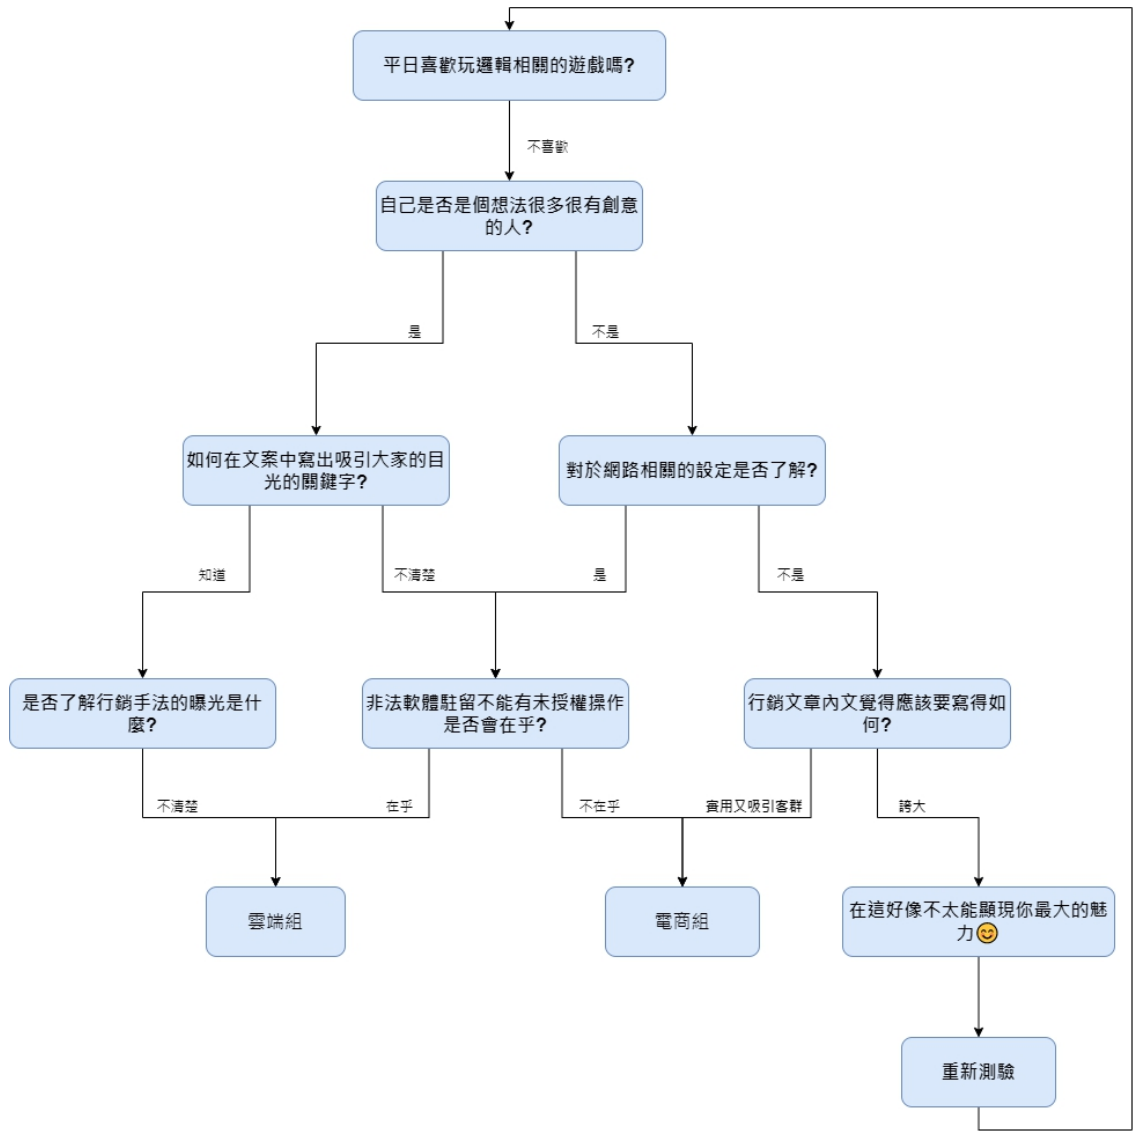 平日喜歡玩邏輯相關的遊戲嗎?
不喜歡
自己是否是個想法很多很有創意
的人?
是
不是
如何在文案中寫出吸引大家的目
光的關鍵字?
對於網路相關的設定是否了解?
知道
不清楚
是
不是
是否了解行銷手法的曝光是什
麼?
非法軟體駐留不能有未授權操作
是否會在乎?
行銷文章內文覺得應該要寫得如
何?
不清楚
在乎
不在乎
實用又吸引客群
誇大
雲端組
電商組
在這好像不太能顯現你最大的魅
力😊
重新測驗